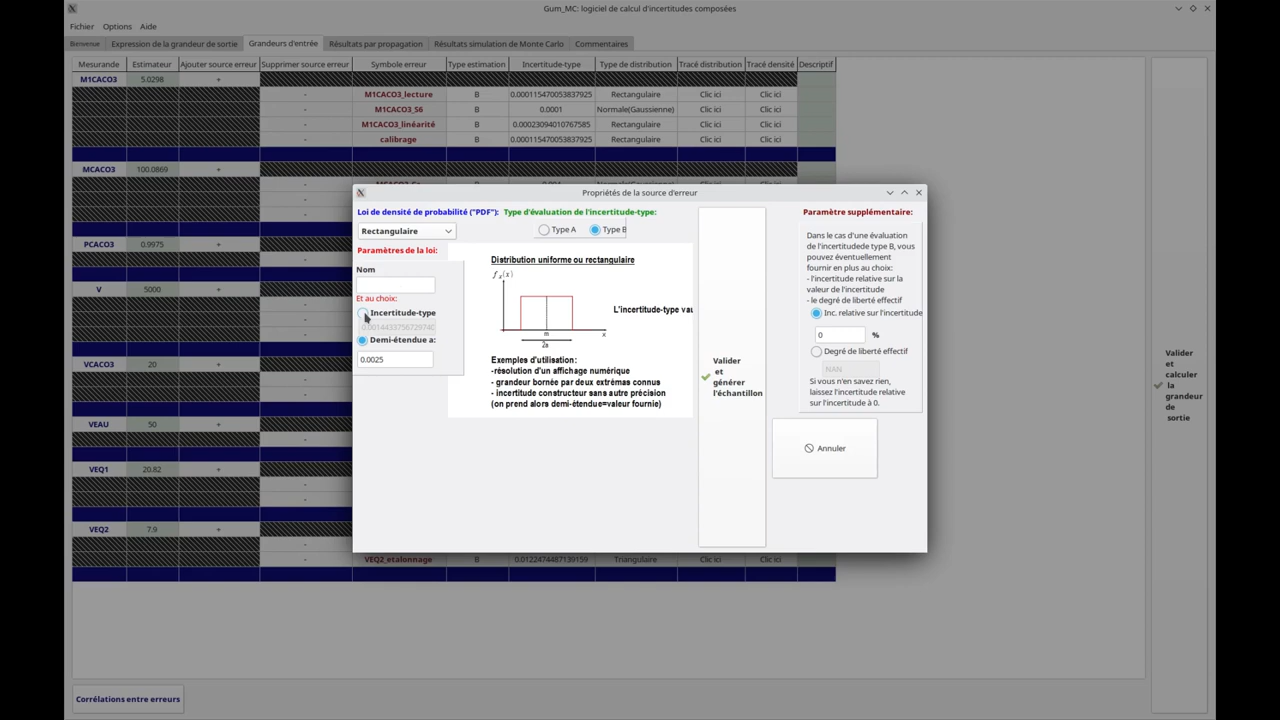 Gum_MC: logiciel de calcul d'incertitudes composées
Fichier Options Aide
Bienvenue Expression de la grandeur de sortie Grandeurs d'entrée Résultats par propagation Résultats simulation de Monte Carlo Commentaires
Mesurande Estimateur Ajouter source erreur Supprimer source erreur Symbole erreur Type estimation Incertitude-type Type de distribution Tracé distribution Tracé densité Descriptif
M1CACO3 5.0298 +
- M1CACO3_lecture B 0.000115470053837925 Rectangulaire Clic ici Clic ici
- M1CACO3_S6 B 0.0001 Normale(Gaussienne) Clic ici Clic ici
- M1CACO3_linéarité B 0.00023094010767585 Rectangulaire Clic ici Clic ici
- calibrage B 0.000115470053837925 Rectangulaire Clic ici Clic ici
MCACO3 100.0869 +
PCACO3 0.9975 +
V 5000 +
VCACO3 20 +
VEAU 50 +
VEQ1 20.82 +
VEQ2 7.9 +
- VEQ2_etalonnage B 0.0122474487139159 Triangulaire Clic ici Clic ici
Corrélations entre erreurs
Propriétés de la source d'erreur
Loi de densité de probabilité ("PDF"): Type d'évaluation de l'incertitude-type:
Rectangulaire
Type A Type B
Paramètres de la loi:
Nom
Et au choix:
Incertitude-type
0.0014433756729740
Demi-étendue a:
0.0025
Distribution uniforme ou rectangulaire
f x (x)
L'incertitude-type vau
m
x
2a
Exemples d'utilisation:
-résolution d'un affichage numérique
- grandeur bornée par deux extrémas connus
- incertitude constructeur sans autre précision
(on prend alors demi-étendue=valeur fournie)
Valider
et
générer
l'échantillon
Paramètre supplémentaire:
Dans le cas d'une évaluation
de l'incertitudede type B, vous
pouvez éventuellement
fournir en plus au choix:
- l'incertitude relative sur la
valeur de l'incertitude
- le degré de liberté effectif
Inc. relative sur l'incertitude
0 %
Degré de liberté effectif
NAN
Si vous n'en savez rien,
laissez l'incertitude relative
sur l'incertitude à 0.
Annuler
Valider
et
calculer
la
grandeur
de
sortie